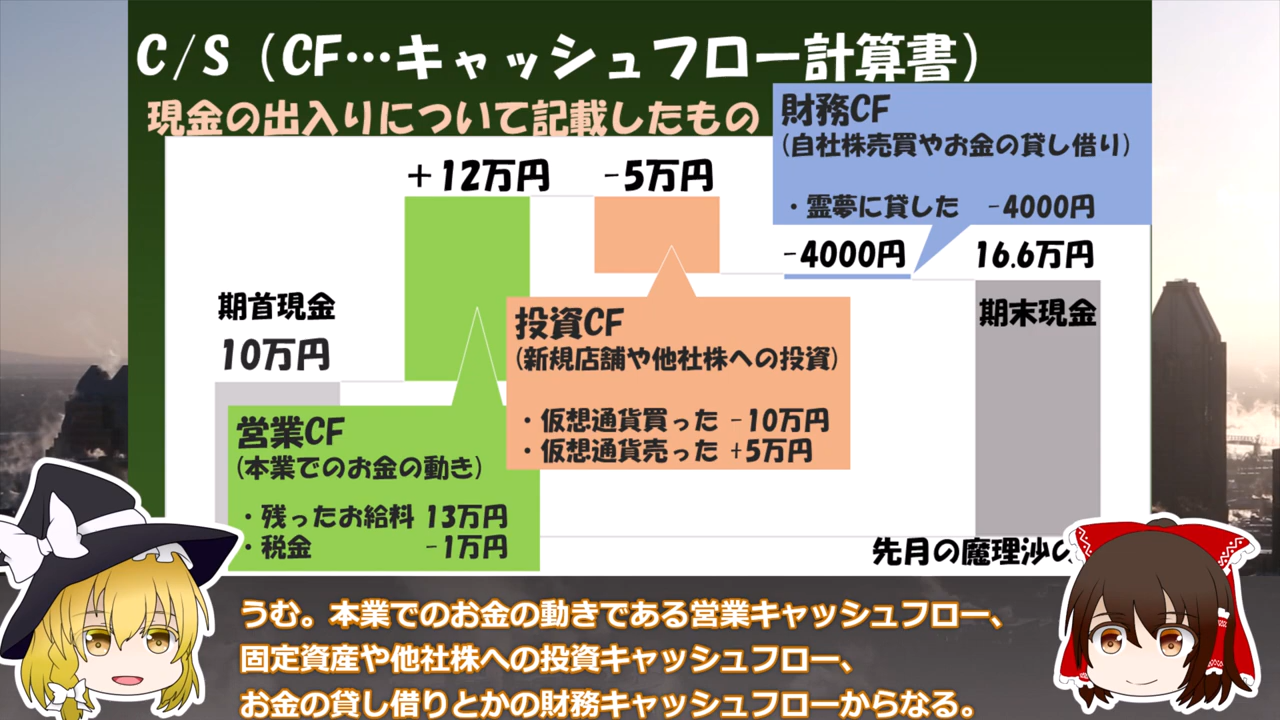 C/S（CF…キャッシュフロー計算書）
現金の出入りについて記載したもの
財務CF
(自社株売買やお金の貸し借り)
・霊夢に貸した　-4000円
+12万円
-5万円
-4000円
16.6万円
期首現金
10万円
期末現金
投資CF
(新規店舗や他社株への投資)
・仮想通貨買った -10万円
・仮想通貨売った +5万円
営業CF
(本業でのお金の動き)
・残ったお給料 13万円
・税金　　　　-1万円
先月の魔理沙の
うむ。本業でのお金の動きである営業キャッシュフロー、
固定資産や他社株への投資キャッシュフロー、
お金の貸し借りとかの財務キャッシュフローからなる。